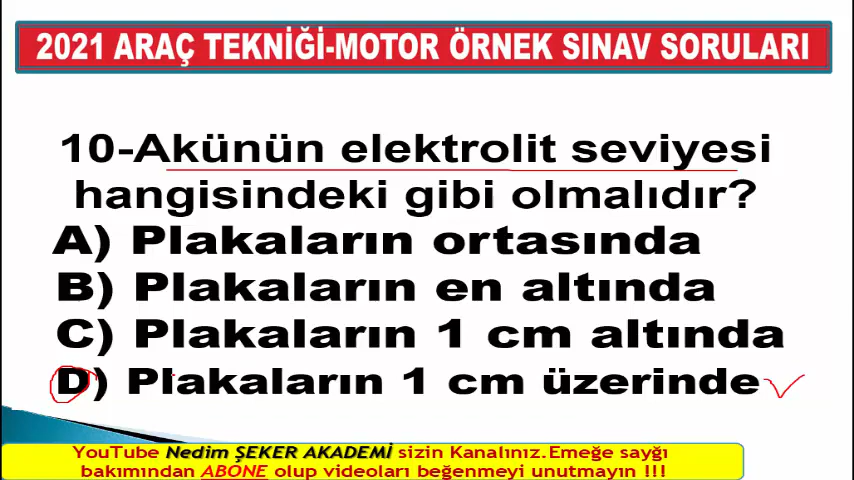 2021 ARAÇ TEKNİĞİ-MOTOR ÖRNEK SINAV SORULARI
10-Akünün elektrolit seviyesi
hangisindeki gibi olmalıdır?
A) Plakaların ortasında
B) Plakaların en altında
C) Plakaların 1 cm altında
D) Plakaların 1 cm üzerinde
YouTube Nedim ŞEKER AKADEMİ sizin Kanalınız.Emeğe sayğı
bakımından ABONE olup videoları beğenmeyi unutmayın !!!